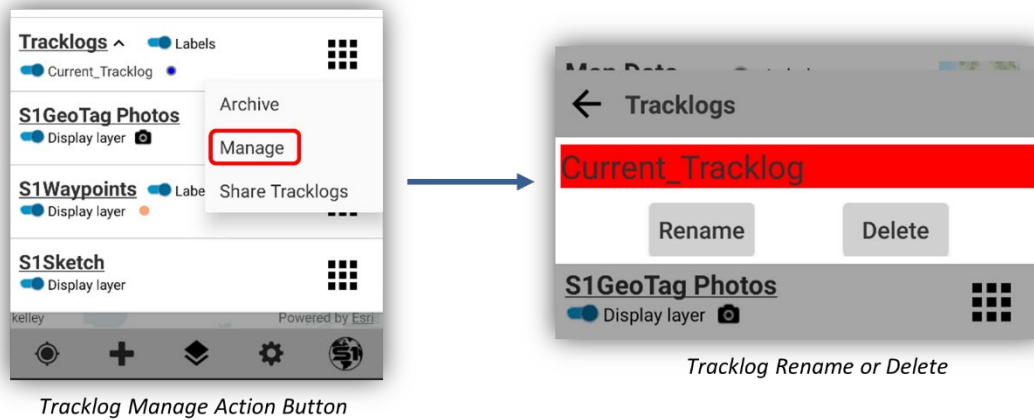 Tracklogs ^ Labels
Current_Tracklog
Archive
S1GeoTag Photos
Display layer
Manage
S1Waypoints Labe
Share Tracklogs
Display layer
S1Sketch
Display layer
kelley Powered by Esri
S1
Tracklog Manage Action Button
Tracklogs
Current_Tracklog
Rename Delete
S1GeoTag Photos
Display layer
Tracklog Rename or Delete